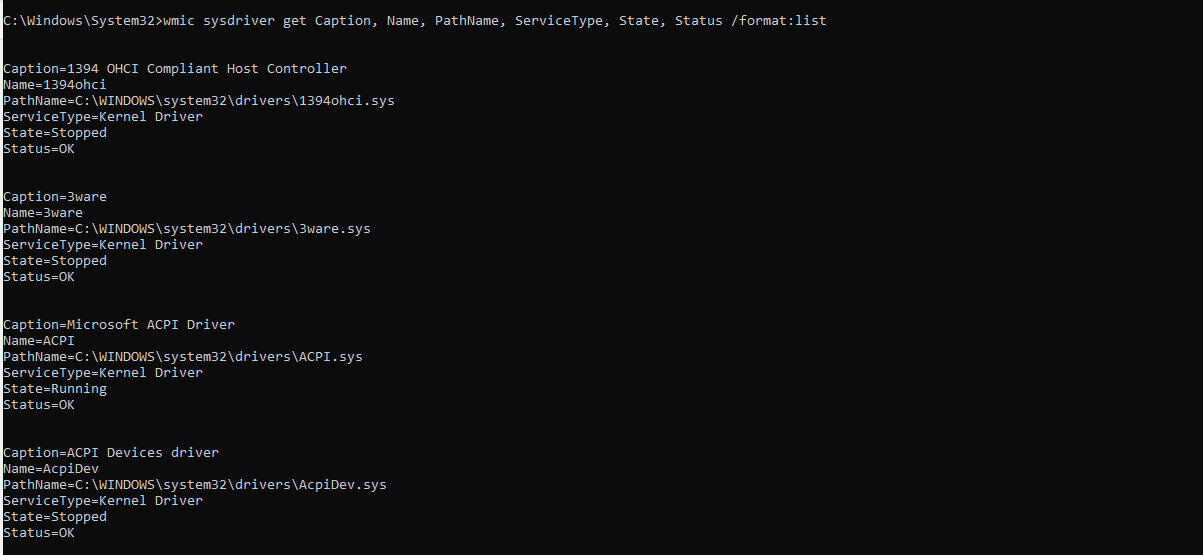 C:\Windows\System32>wmic sysdriver get Caption, Name, PathName, ServiceType, State, Status /format:list
Caption=1394 OHCI Compliant Host Controller
Name=1394ohci
PathName=C:\WINDOWS\system32\drivers\1394ohci.sys
ServiceType=Kernel Driver
State=Stopped
Status=OK
Caption=3ware
Name=3ware
PathName=C:\WINDOWS\system32\drivers\3ware.sys
ServiceType=Kernel Driver
State=Stopped
Status=OK
Caption=Microsoft ACPI Driver
Name=ACPI
PathName=C:\WINDOWS\system32\drivers\ACPI.sys
ServiceType=Kernel Driver
State=Running
Status=OK
Caption=ACPI Devices driver
Name=AcpiDev
PathName=C:\WINDOWS\system32\drivers\AcpiDev.sys
ServiceType=Kernel Driver
State=Stopped
Status=OK